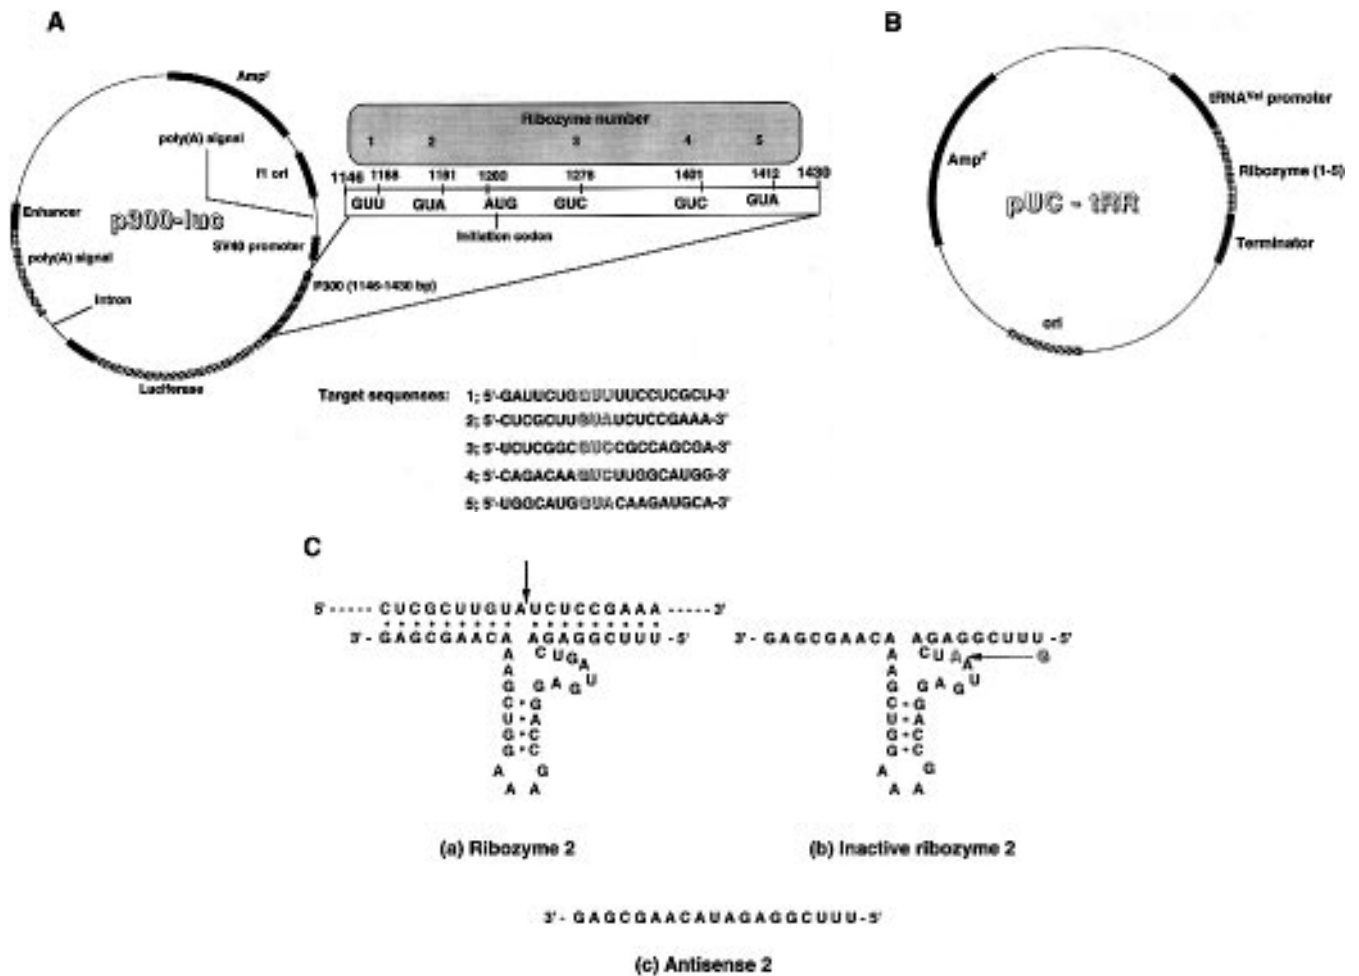 A
Ampʳ
poly(A) signal
f1 ori
Enhancer
p300-luc
SV40 promoter
poly(A) signal
P300 (1146-1430 bp)
Intron
Luciferase
Ribozyme number
1 2 3 4 5
1146 1168 1191 1200 1278 1401 1412 1430
GUU GUA AUG GUC GUC GUA
Initiation codon
Target sequences:
1; 5'-GAUUCUGGUUUUCCUCGCU-3'
2; 5'-CUCGCUUGUAUCUCCGAAA-3'
3; 5'-UCUCGGCGUCCGCCAGCGA-3'
4; 5'-CAGACAAGUCUUGGCAUGG-3'
5; 5'-UGGCAUGGUACAAGAUGCA-3'
B
Ampʳ
tRNAⱽᵃˡ promoter
Ribozyme (1-5)
pUC - tRR
Terminator
ori
C
5' ----- CUCGCUUGUAUCUCCGAAA ----- 3'
3'- GAGCGAACA AGAGGCUUU -5'
A C U G A
A U
G G A G
C G
U A
G C
G C
A G
A A
(a) Ribozyme 2
3'- GAGCGAACA AGAGGCUUU -5'
A C U A A G
A U
G G A G
C G
U A
G C
G C
A G
A A
(b) Inactive ribozyme 2
3'- GAGCGAACAUAGAGGCUUU -5'
(c) Antisense 2